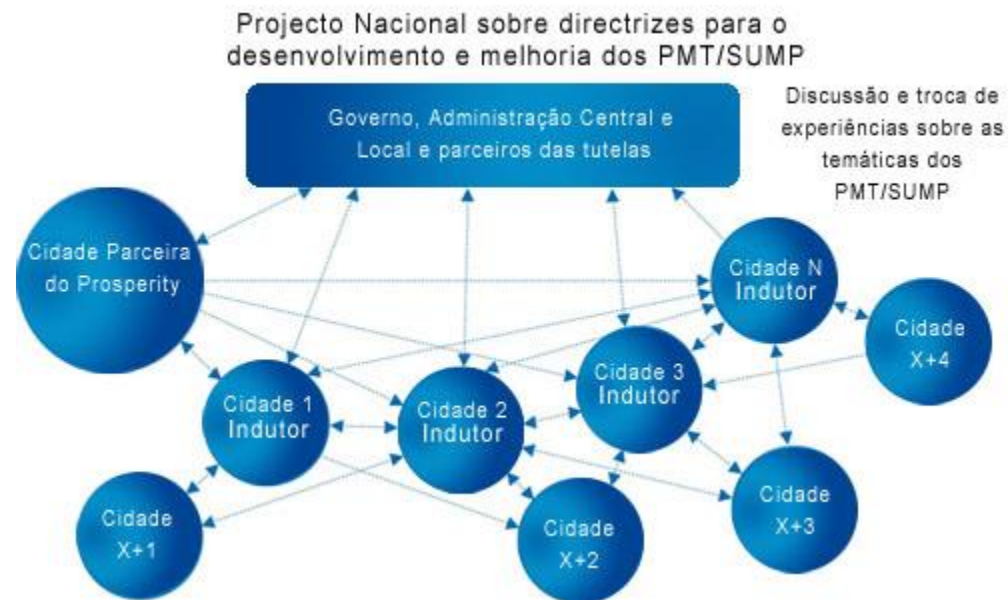 Projecto Nacional sobre directrizes para o
desenvolvimento e melhoria dos PMT/SUMP
Governo, Administração Central e
Local e parceiros das tutelas
Discussão e troca de
experiências sobre as
temáticas dos
PMT/SUMP
Cidade Parceira
do Prosperity
Cidade N
Indutor
Cidade
X+4
Cidade 3
Indutor
Cidade 1
Indutor
Cidade 2
Indutor
Cidade
X+1
Cidade
X+2
Cidade
X+3